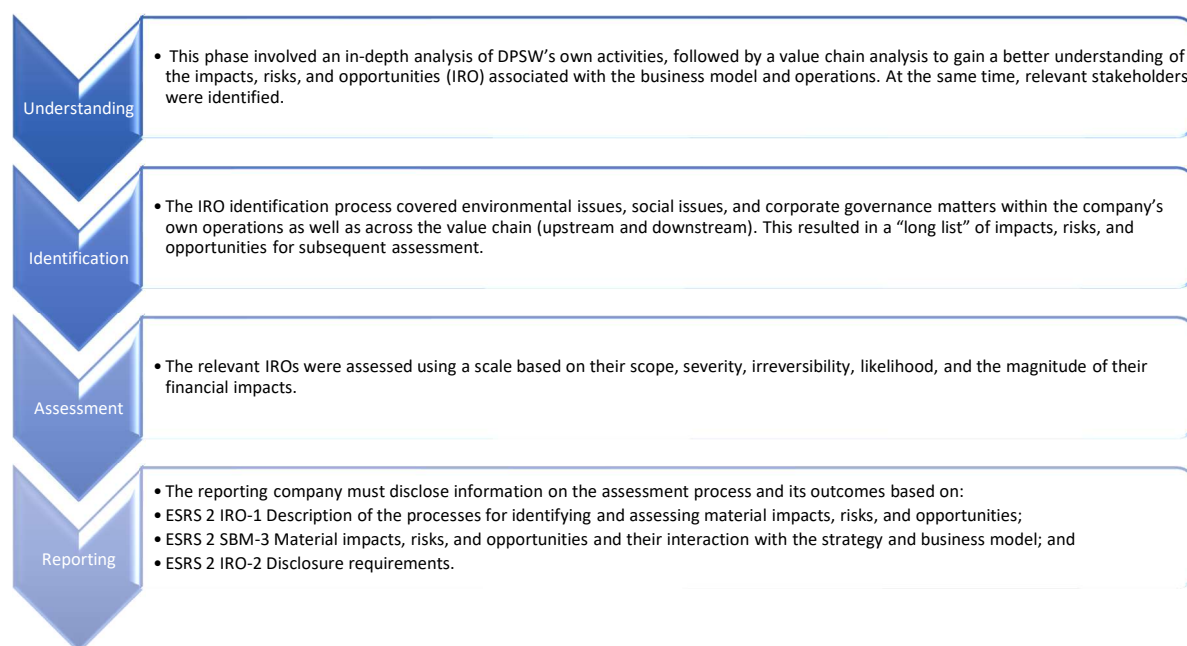 Understanding
• This phase involved an in-depth analysis of DPSW’s own activities, followed by a value chain analysis to gain a better understanding of
the impacts, risks, and opportunities (IRO) associated with the business model and operations. At the same time, relevant stakeholders
were identified.
Identification
• The IRO identification process covered environmental issues, social issues, and corporate governance matters within the company’s
own operations as well as across the value chain (upstream and downstream). This resulted in a “long list” of impacts, risks, and
opportunities for subsequent assessment.
Assessment
• The relevant IROs were assessed using a scale based on their scope, severity, irreversibility, likelihood, and the magnitude of their
financial impacts.
Reporting
• The reporting company must disclose information on the assessment process and its outcomes based on:
• ESRS 2 IRO-1 Description of the processes for identifying and assessing material impacts, risks, and opportunities;
• ESRS 2 SBM-3 Material impacts, risks, and opportunities and their interaction with the strategy and business model; and
• ESRS 2 IRO-2 Disclosure requirements.